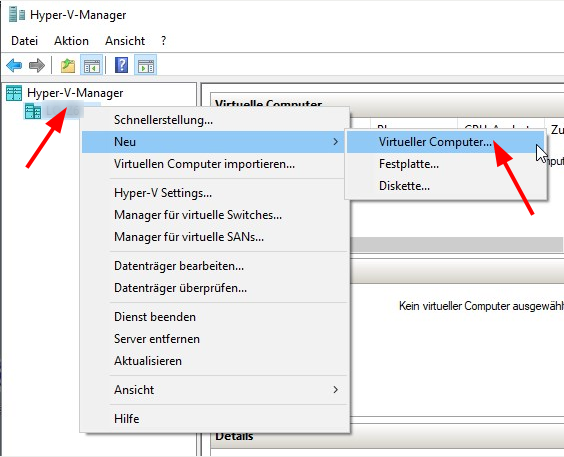 Hyper-V-Manager
Datei Aktion Ansicht ?
Hyper-V-Manager
Virtuelle Computer
Schnellerstellung...
Neu
Virtueller Computer...
Virtuellen Computer importieren...
Festplatte...
Diskette...
Hyper-V Settings...
Manager für virtuelle Switches...
Manager für virtuelle SANs...
Datenträger bearbeiten...
Datenträger überprüfen...
Kein virtueller Computer ausgewähl
Dienst beenden
Server entfernen
Aktualisieren
Ansicht
Hilfe
Details